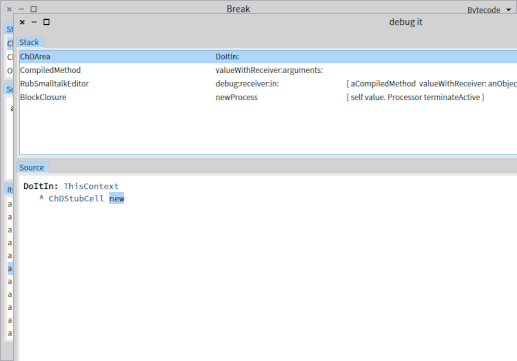 Break
Bytecode
debug it
Stack
ChDArea DoItIn:
CompiledMethod valueWithReceiver:arguments:
RubSmalltalkEditor debug:receiver:in: [ aCompiledMethod valueWithReceiver: anObjec
BlockClosure newProcess [ self value. Processor terminateActive ]
Source
DoItIn: ThisContext
^ ChDStubCell new